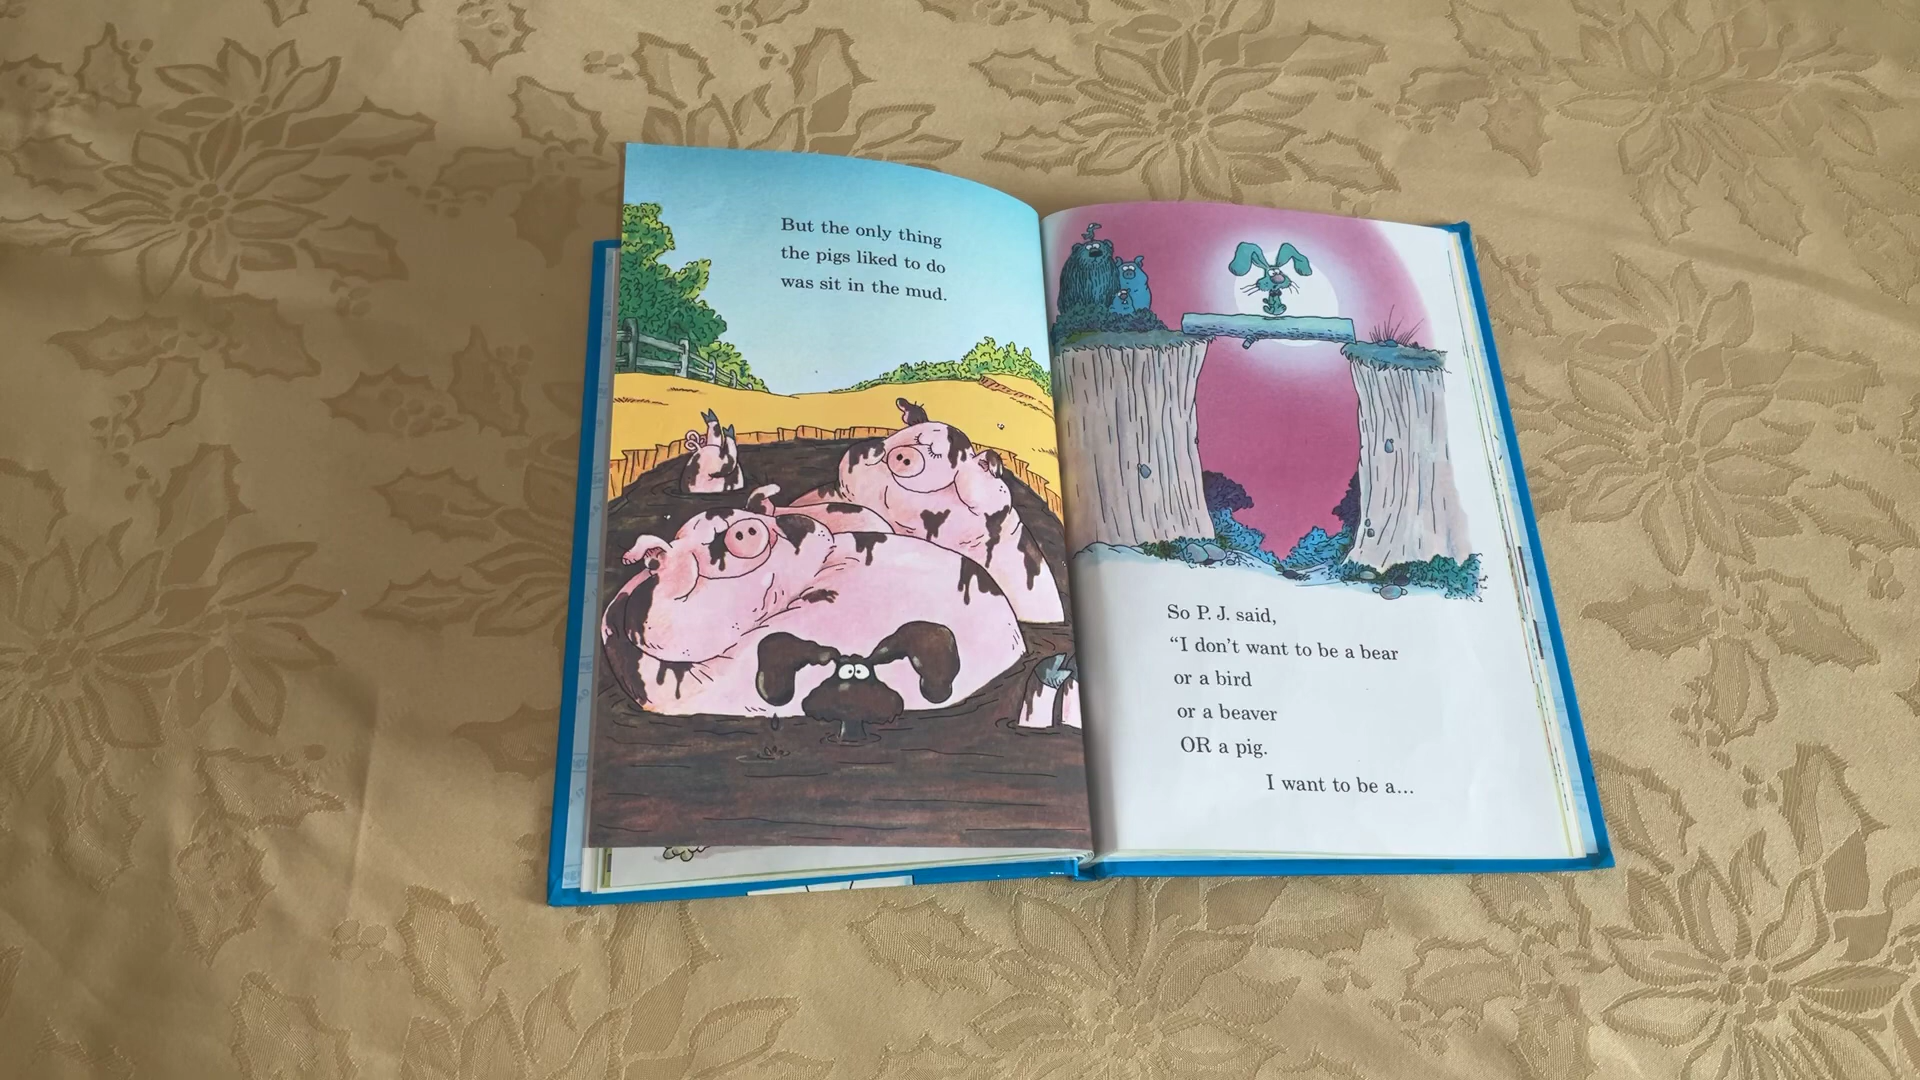 But the only thing
the pigs liked to do
was sit in the mud.
So P. J. said,
“I don’t want to be a bear
or a bird
or a beaver
OR a pig.
I want to be a...